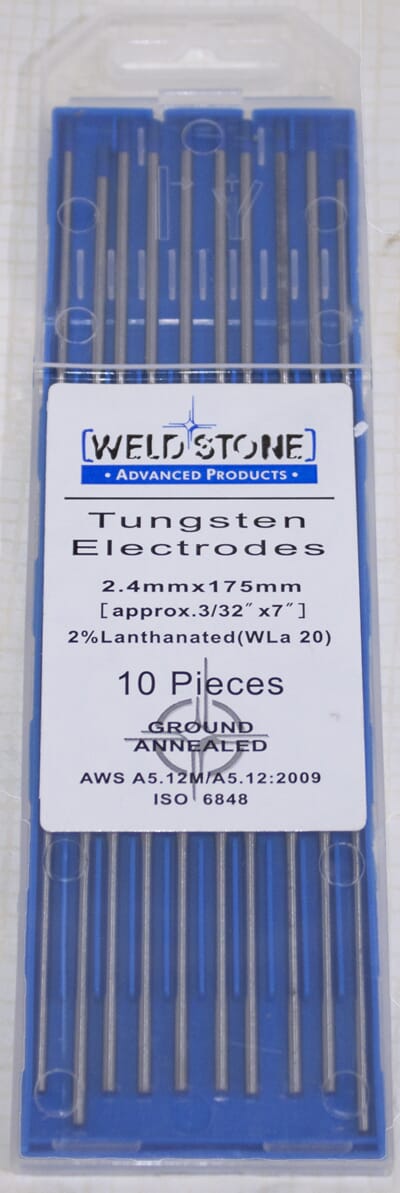 [WELD STONE]
• ADVANCED PRODUCTS •
Tungsten
Electrodes
2.4mmx175mm
[approx.3/32″x7″]
2%Lanthanated(WLa 20)
10 Pieces
GROUND
ANNEALED
AWS A5.12M/A5.12:2009
ISO 6848